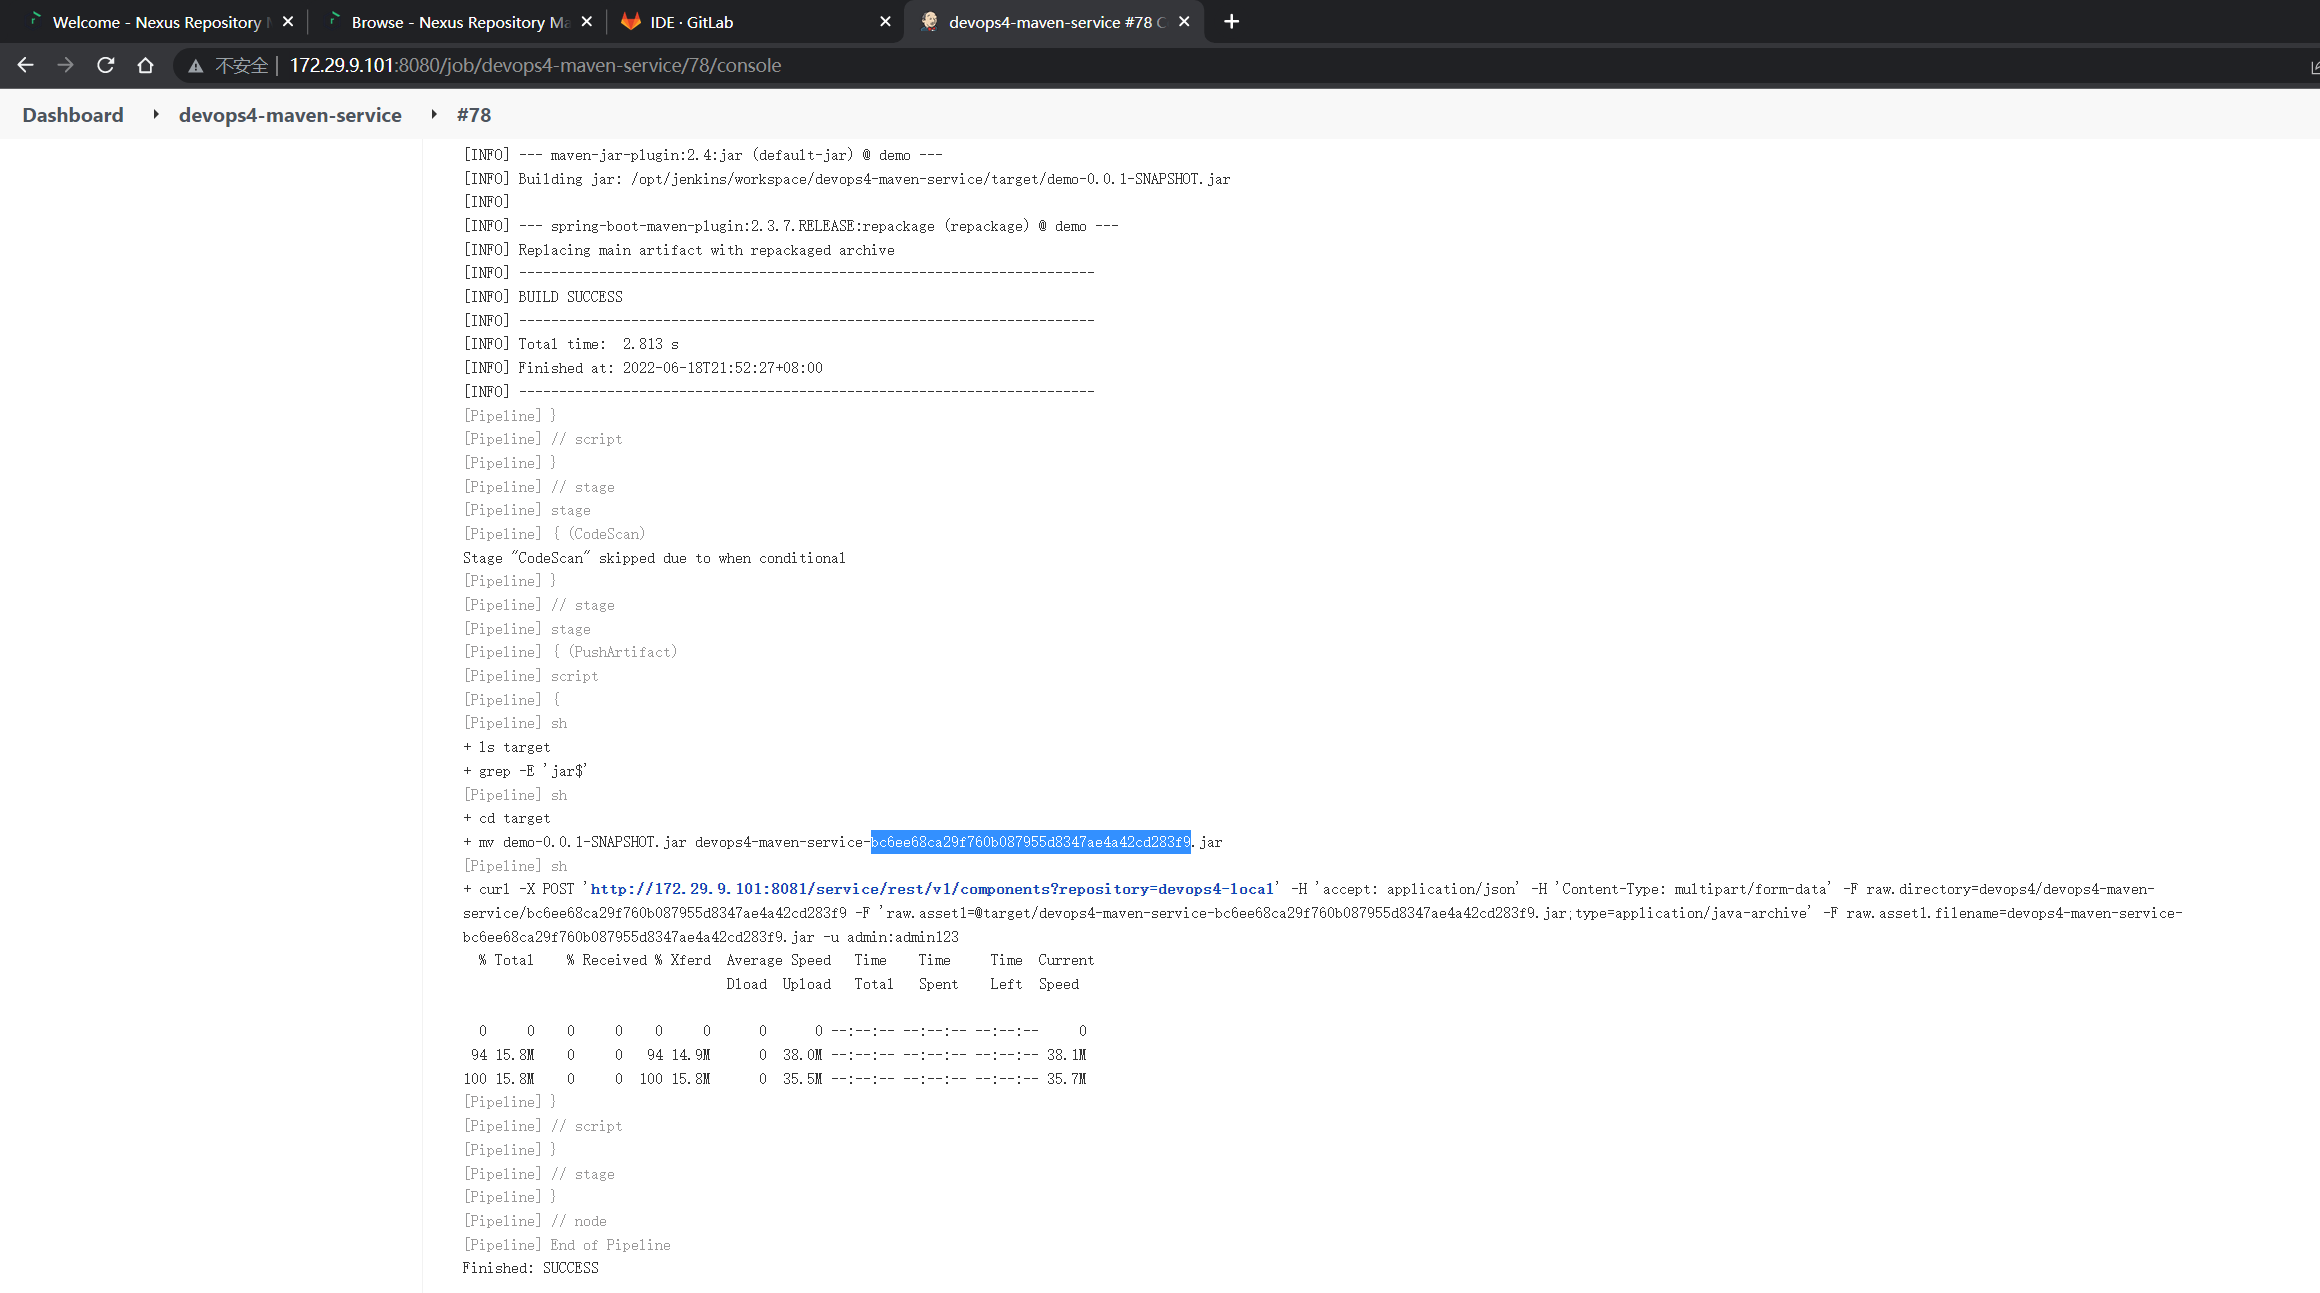 Welcome - Nexus Repository
Browse - Nexus Repository Ma
IDE · GitLab
devops4-maven-service #78 C
不安全 | 172.29.9.101:8080/job/devops4-maven-service/78/console
Dashboard devops4-maven-service #78
[INFO] --- maven-jar-plugin:2.4:jar (default-jar) @ demo ---
[INFO] Building jar: /opt/jenkins/workspace/devops4-maven-service/target/demo-0.0.1-SNAPSHOT.jar
[INFO]
[INFO] --- spring-boot-maven-plugin:2.3.7.RELEASE:repackage (repackage) @ demo ---
[INFO] Replacing main artifact with repackaged archive
[INFO] ------------------------------------------------------------------------
[INFO] BUILD SUCCESS
[INFO] ------------------------------------------------------------------------
[INFO] Total time:  2.813 s
[INFO] Finished at: 2022-06-18T21:52:27+08:00
[INFO] ------------------------------------------------------------------------
[Pipeline] }
[Pipeline] // script
[Pipeline] }
[Pipeline] // stage
[Pipeline] stage
[Pipeline] { (CodeScan)
Stage "CodeScan" skipped due to when conditional
[Pipeline] }
[Pipeline] // stage
[Pipeline] stage
[Pipeline] { (PushArtifact)
[Pipeline] script
[Pipeline] {
[Pipeline] sh
+ ls target
+ grep -E 'jar$'
[Pipeline] sh
+ cd target
+ mv demo-0.0.1-SNAPSHOT.jar devops4-maven-service-bc6ee68ca29f760b087955d8347ae4a42cd283f9.jar
[Pipeline] sh
+ curl -X POST 'http://172.29.9.101:8081/service/rest/v1/components?repository=devops4-local' -H 'accept: application/json' -H 'Content-Type: multipart/form-data' -F raw.directory=devops4/devops4-maven-
service/bc6ee68ca29f760b087955d8347ae4a42cd283f9 -F 'raw.asset1=@target/devops4-maven-service-bc6ee68ca29f760b087955d8347ae4a42cd283f9.jar;type=application/java-archive' -F raw.asset1.filename=devops4-maven-service-
bc6ee68ca29f760b087955d8347ae4a42cd283f9.jar -u admin:admin123
% Total    % Received % Xferd  Average Speed   Time    Time     Time  Current
Dload  Upload   Total   Spent    Left  Speed
0     0    0     0    0     0      0      0 --:--:-- --:--:-- --:--:--     0
94 15.8M    0     0   94 14.9M      0  38.0M --:--:-- --:--:-- --:--:-- 38.1M
100 15.8M    0     0  100 15.8M      0  35.5M --:--:-- --:--:-- --:--:-- 35.7M
[Pipeline] }
[Pipeline] // script
[Pipeline] }
[Pipeline] // stage
[Pipeline] }
[Pipeline] // node
[Pipeline] End of Pipeline
Finished: SUCCESS